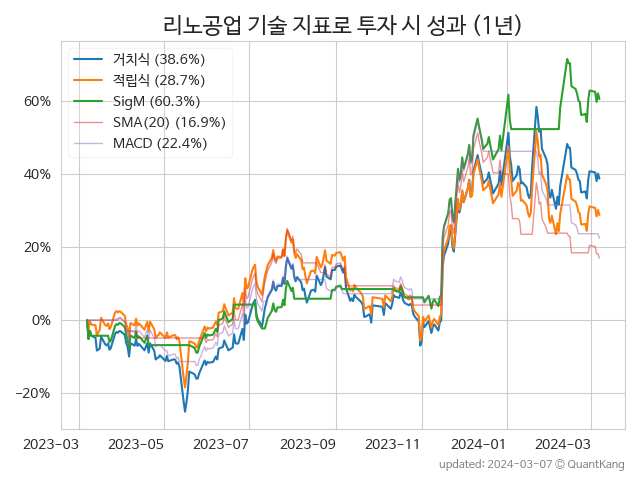 리노공업 기술 지표로 투자 시 성과 (1년)
거치식 (38.6%)
적립식 (28.7%)
SigM (60.3%)
SMA(20) (16.9%)
MACD (22.4%)
60%
40%
20%
0%
−20%
2023-03 2023-05 2023-07 2023-09 2023-11 2024-01 2024-03
updated: 2024-03-07 © QuantKang